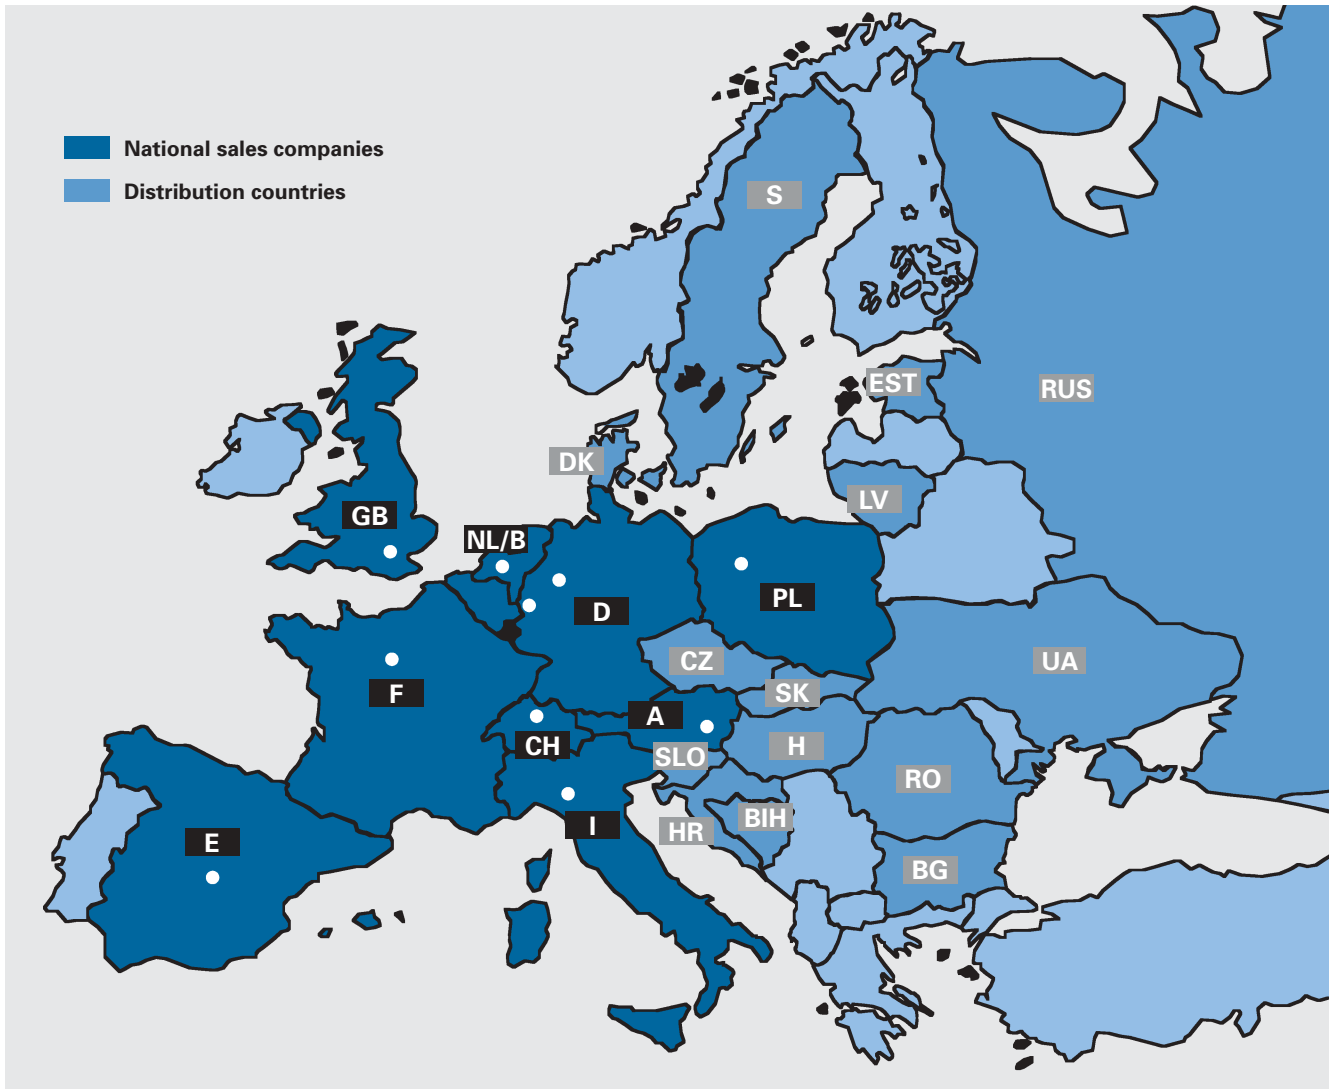 National sales companies
Distribution countries
S
EST
RUS
DK
LV
GB
NL/B
D
PL
CZ
UA
F
SK
A
CH
SLO
H
RO
I
HR
BIH
E
BG